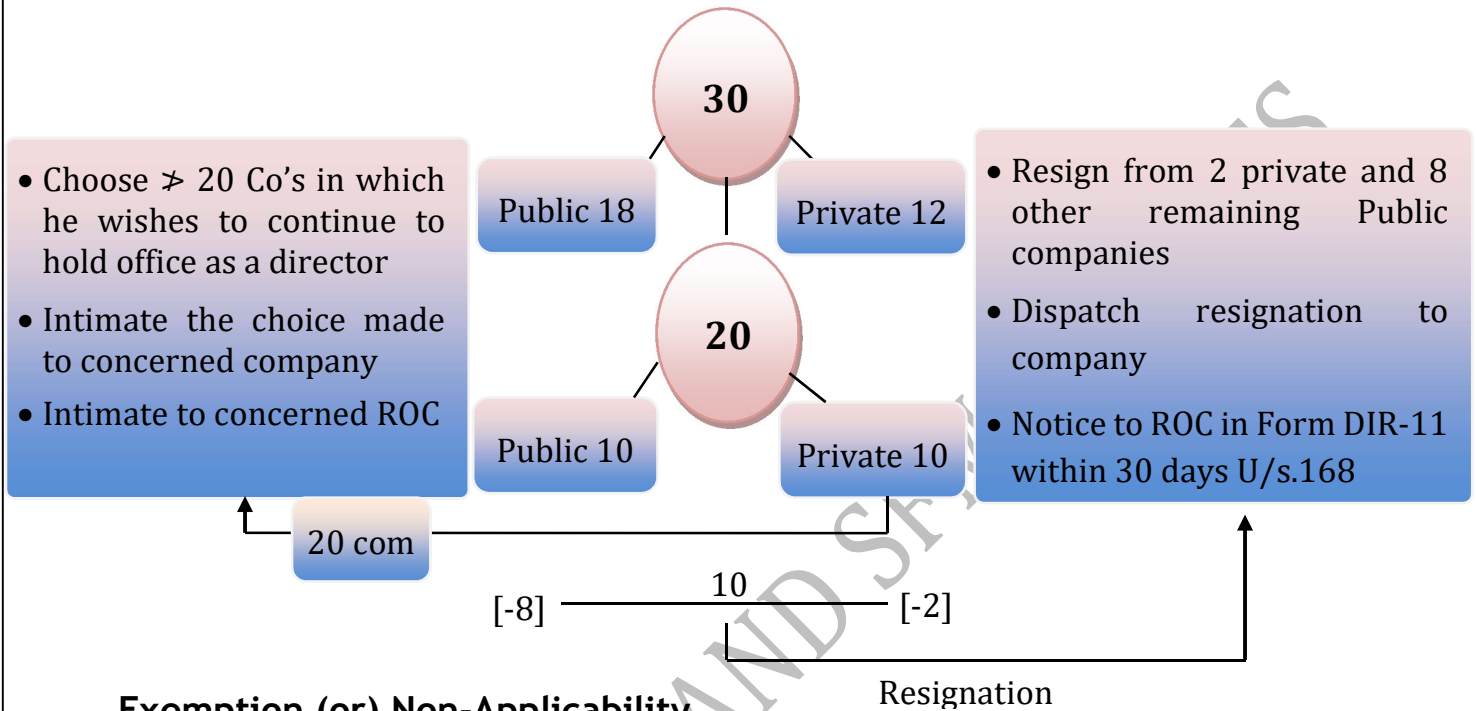 30
• Choose ≯ 20 Co's in which
he wishes to continue to
hold office as a director
• Intimate the choice made
to concerned company
• Intimate to concerned ROC
Public 18
Private 12
• Resign from 2 private and 8
other remaining Public
companies
• Dispatch resignation to
company
• Notice to ROC in Form DIR-11
within 30 days U/s.168
20
Public 10
Private 10
20 com
[-8] 10 [-2]
Resignation
Exemption (or) Non-Applicability
AND